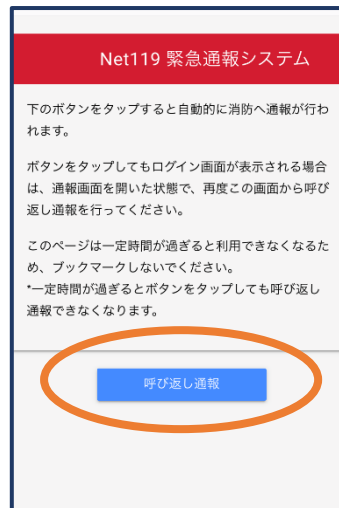 Net119 緊急通報システム
下のボタンをタップすると自動的に消防へ通報が行わ
れます。
ボタンをタップしてもログイン画面が表示される場合
は、通報画面を開いた状態で、再度この画面から呼び
返し通報を行ってください。
このページは一定時間が過ぎると利用できなくなるた
め、ブックマークしないでください。
*一定時間が過ぎるとボタンをタップしても呼び返し
通報できなくなります。
呼び返し通報